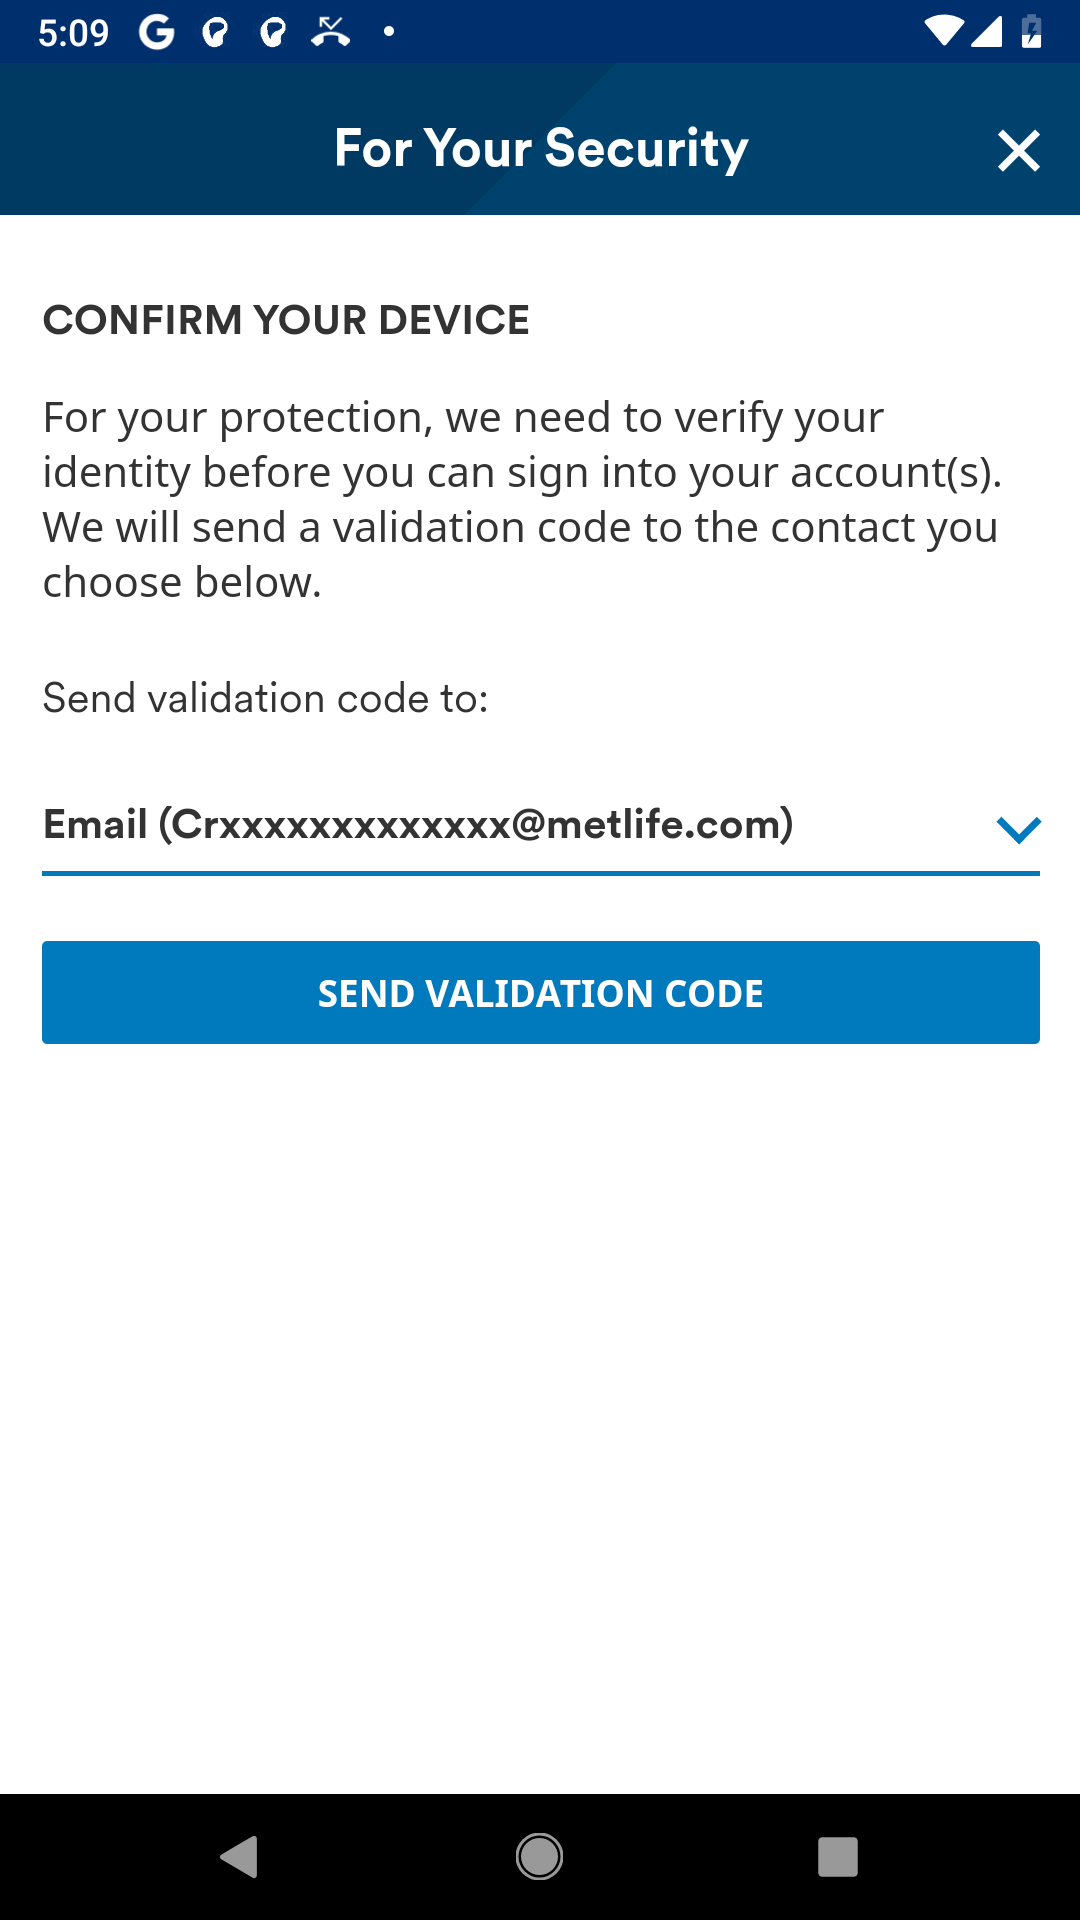 5:09
For Your Security
CONFIRM YOUR DEVICE
For your protection, we need to verify your
identity before you can sign into your account(s).
We will send a validation code to the contact you
choose below.
Send validation code to:
Email (Crxxxxxxxxxxxxx@metlife.com)
SEND VALIDATION CODE